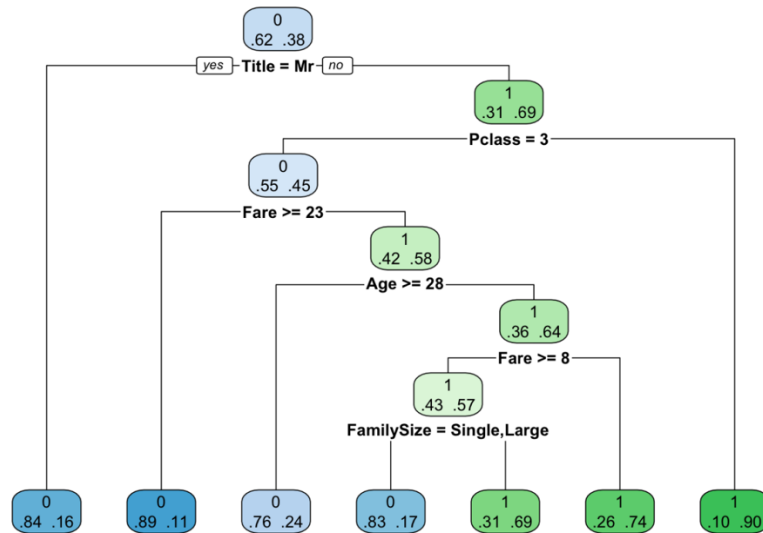 0
.62 .38
yes Title = Mr no
1
.31 .69
Pclass = 3
0
.55 .45
Fare >= 23
1
.42 .58
Age >= 28
1
.36 .64
Fare >= 8
1
.43 .57
FamilySize = Single,Large
0 0 0 0 1 1 1
.84 .16 .89 .11 .76 .24 .83 .17 .31 .69 .26 .74 .10 .90